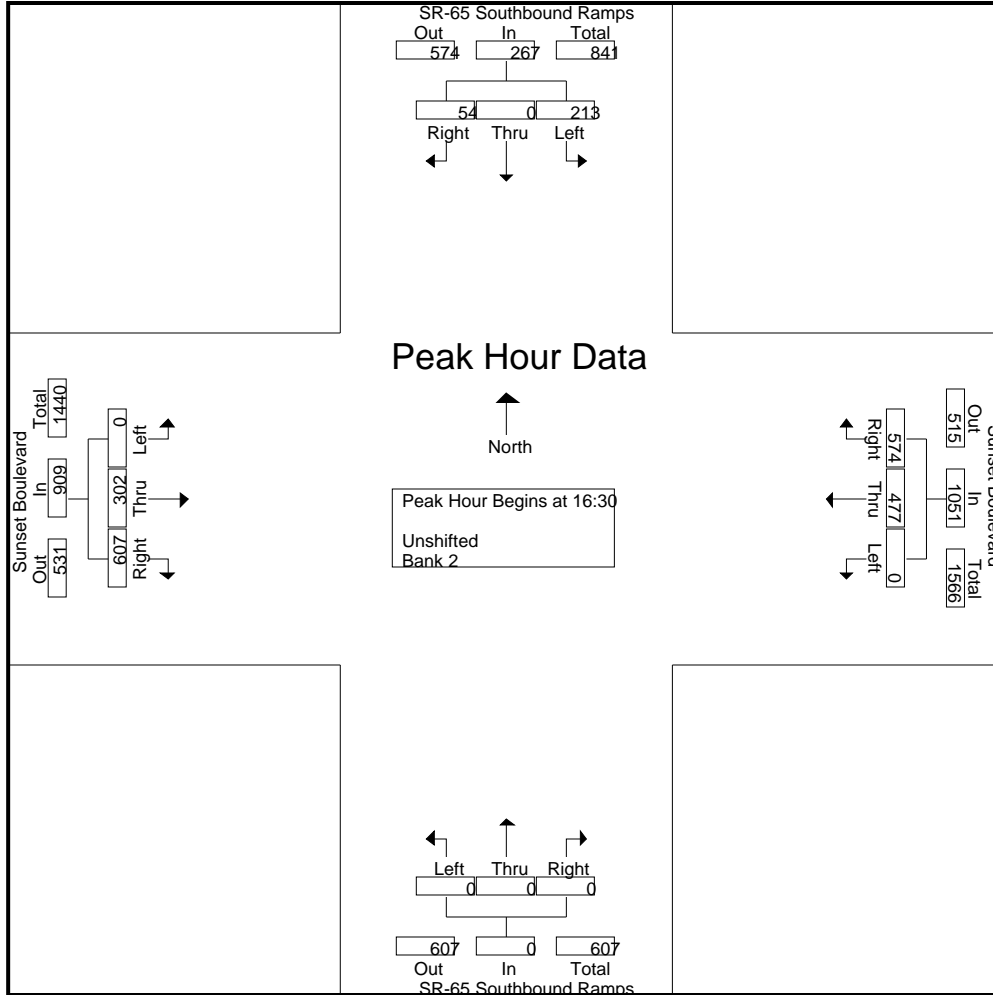 SR-65 Southbound Ramps
Out In Total
574 267 841
54 0 213
Right Thru Left
Peak Hour Data
North
Peak Hour Begins at 16:30
Unshifted
Bank 2
Sunset Boulevard
Total In Out
1440 909 531
0 302 607
Left Thru Right
Sunset Boulevard
Out In Total
515 1051 1566
574 477 0
Right Thru Left
Left Thru Right
0 0 0
607 0 607
Out In Total
SR-65 Southbound Ramps